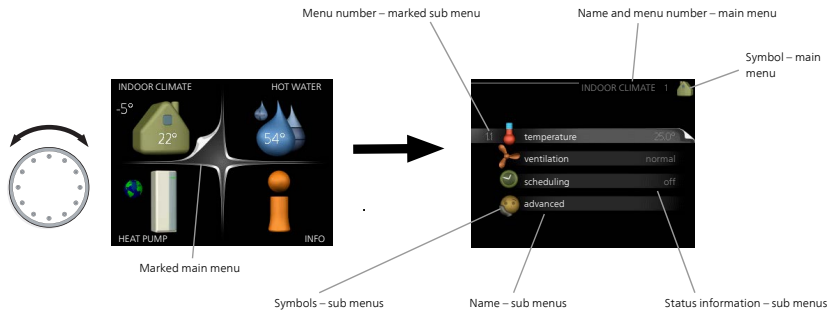 Menu number – marked sub menu
Name and menu number – main menu
Symbol – main
menu
INDOOR CLIMATE
HOT WATER
-5°
22°
54°
HEAT PUMP
INFO
Marked main menu
INDOOR CLIMATE 1
1.1 temperature 25.0°
ventilation normal
scheduling off
advanced
Symbols – sub menus
Name – sub menus
Status information – sub menus